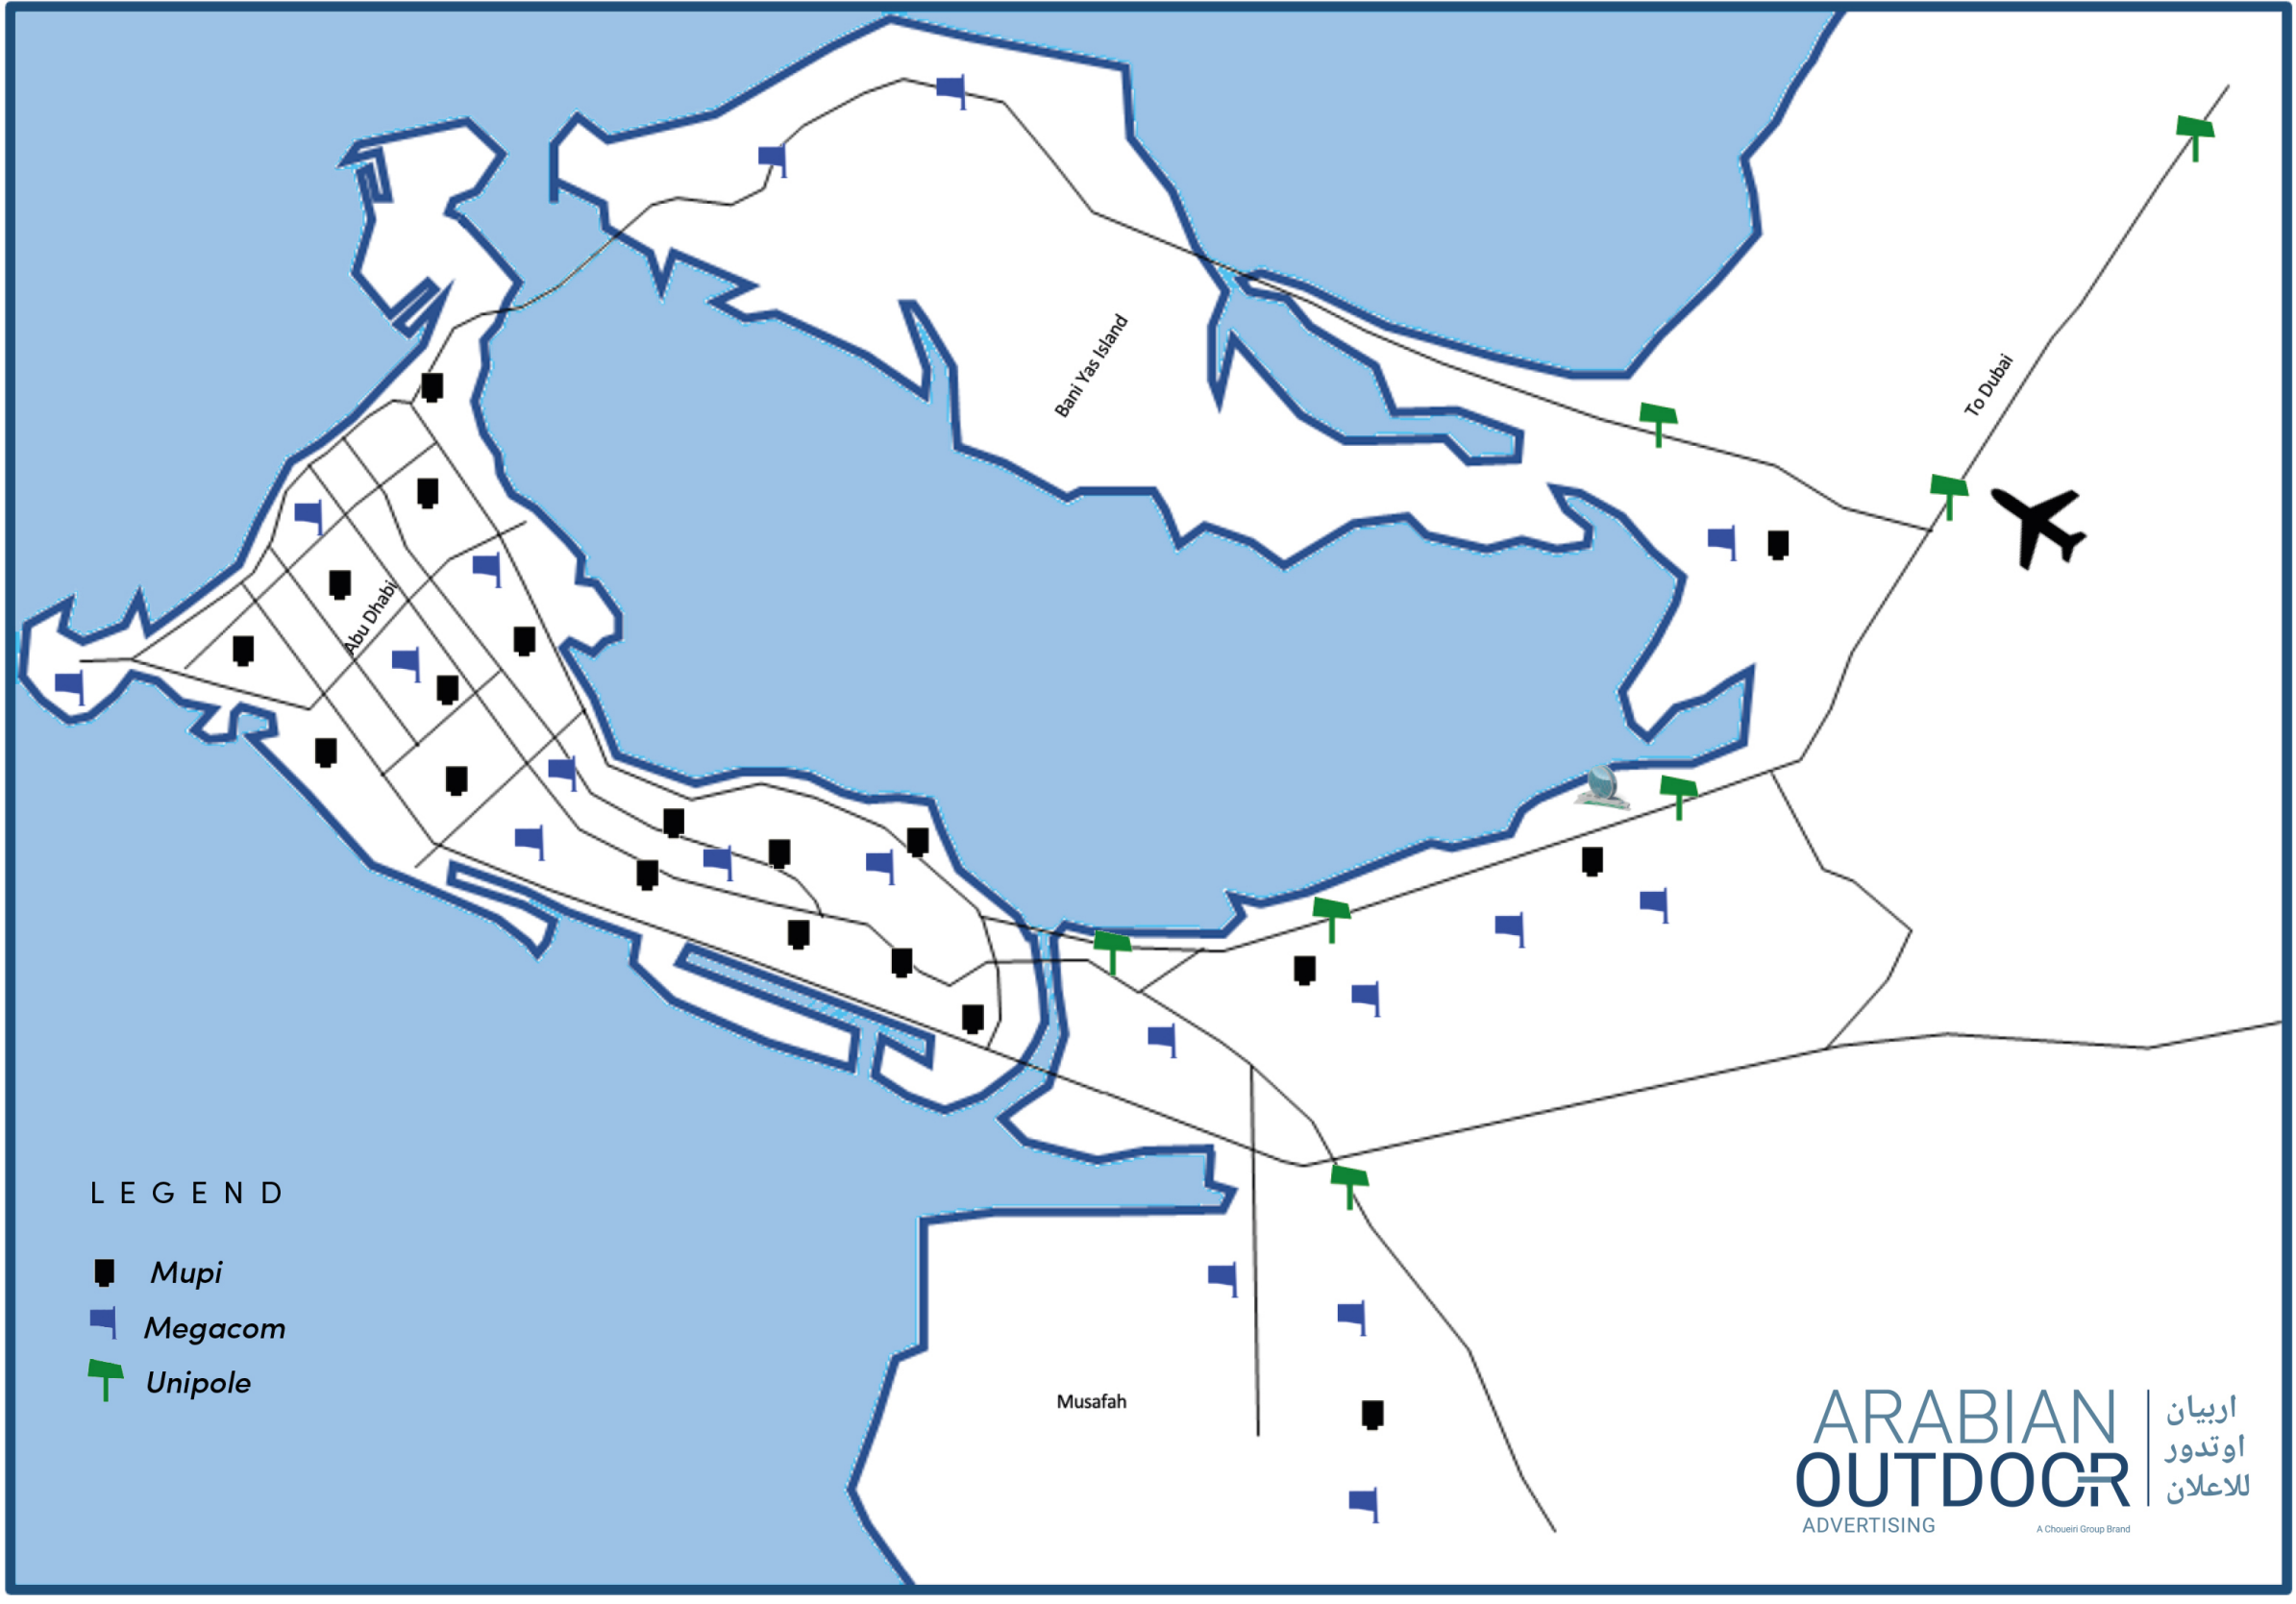 Bani Yas Island
To Dubai
Abu Dhabi
LEGEND
Mupi
Megacom
Unipole
Musafah
ARABIAN
OUTDOOR
ADVERTISING
A Choueiri Group Brand
اربيان
اوتدور
للاعلان